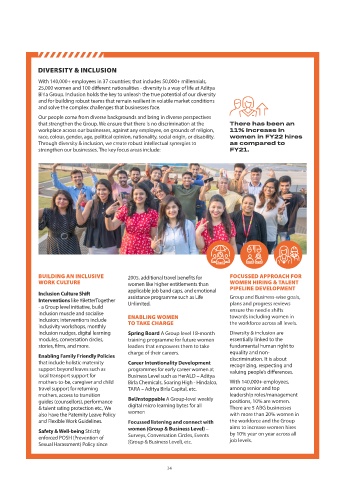 DIVERSITY & INCLUSION
With 140,000+ employees in 37 countries; that includes 50,000+ millennials,
25,000 women and 100 different nationalities - diversity is a way of life at Aditya
Birla Group. Inclusion holds the key to unleash the true potential of our diversity
and for building robust teams that remain resilient in volatile market conditions
and solve the complex challenges that businesses face.
Our people come from diverse backgrounds and bring in diverse perspectives
that strengthen the Group. We ensure that there is no discrimination at the
workplace across our businesses, against any employee, on grounds of religion,
race, colour, gender, age, political opinion, nationality, social origin, or disability.
Through diversity & inclusion, we create robust intellectual synergies to
strengthen our businesses. The key focus areas include:
There has been an
11% increase in
women in FY22 hires
as compared to
FY21.
BUILDING AN INCLUSIVE
WORK CULTURE
Inclusion Culture Shift
Interventions like #BetterTogether
- a Group level initiative, build
inclusion muscle and socialise
inclusion; interventions include
inclusivity workshops, monthly
inclusion nudges, digital learning
modules, conversation circles,
stories, films, and more.
Enabling Family Friendly Policies
that include holistic maternity
support beyond leaves such as
local transport support for
mothers-to-be, caregiver and child
travel support for returning
mothers, access to transition
guides (counsellors), performance
& talent rating protection etc.. We
also have the Paternity Leave Policy
and Flexible Work Guidelines.
Safety & Well-being Strictly
enforced POSH (Prevention of
Sexual Harassment) Policy since
2005, additional travel benefits for
women like higher entitlements than
applicable job band caps, and emotional
assistance programme such as Life
Unlimited.
ENABLING WOMEN
TO TAKE CHARGE
Spring Board A Group level 18-month
training programme for future women
leaders that empowers them to take
charge of their careers.
Career Intentionality Development
programmes for early career women at
Business Level such as HerALD – Aditya
Birla Chemicals, Soaring High - Hindalco,
TARA – Aditya Birla Capital, etc.
BeUnstoppable A Group-level weekly
digital micro learning bytes for all
women
Focussed listening and connect with
women (Group & Business Level) –
Surveys, Conversation Circles, Events
(Group & Business Level), etc.
FOCUSSED APPROACH FOR
WOMEN HIRING & TALENT
PIPELINE DEVELOPMENT
Group and Business-wise goals,
plans and progress reviews
ensure the needle shifts
towards including women in
the workforce across all levels.
Diversity & Inclusion are
essentially linked to the
fundamental human right to
equality and non-
discrimination. It is about
recognizing, respecting and
valuing people's differences.
With 140,000+ employees,
among senior and top
leadership roles/management
positions, 10% are women.
There are 5 ABG businesses
with more than 20% women in
the workforce and the Group
aims to increase women hires
by 10% year on year across all
job levels.
34